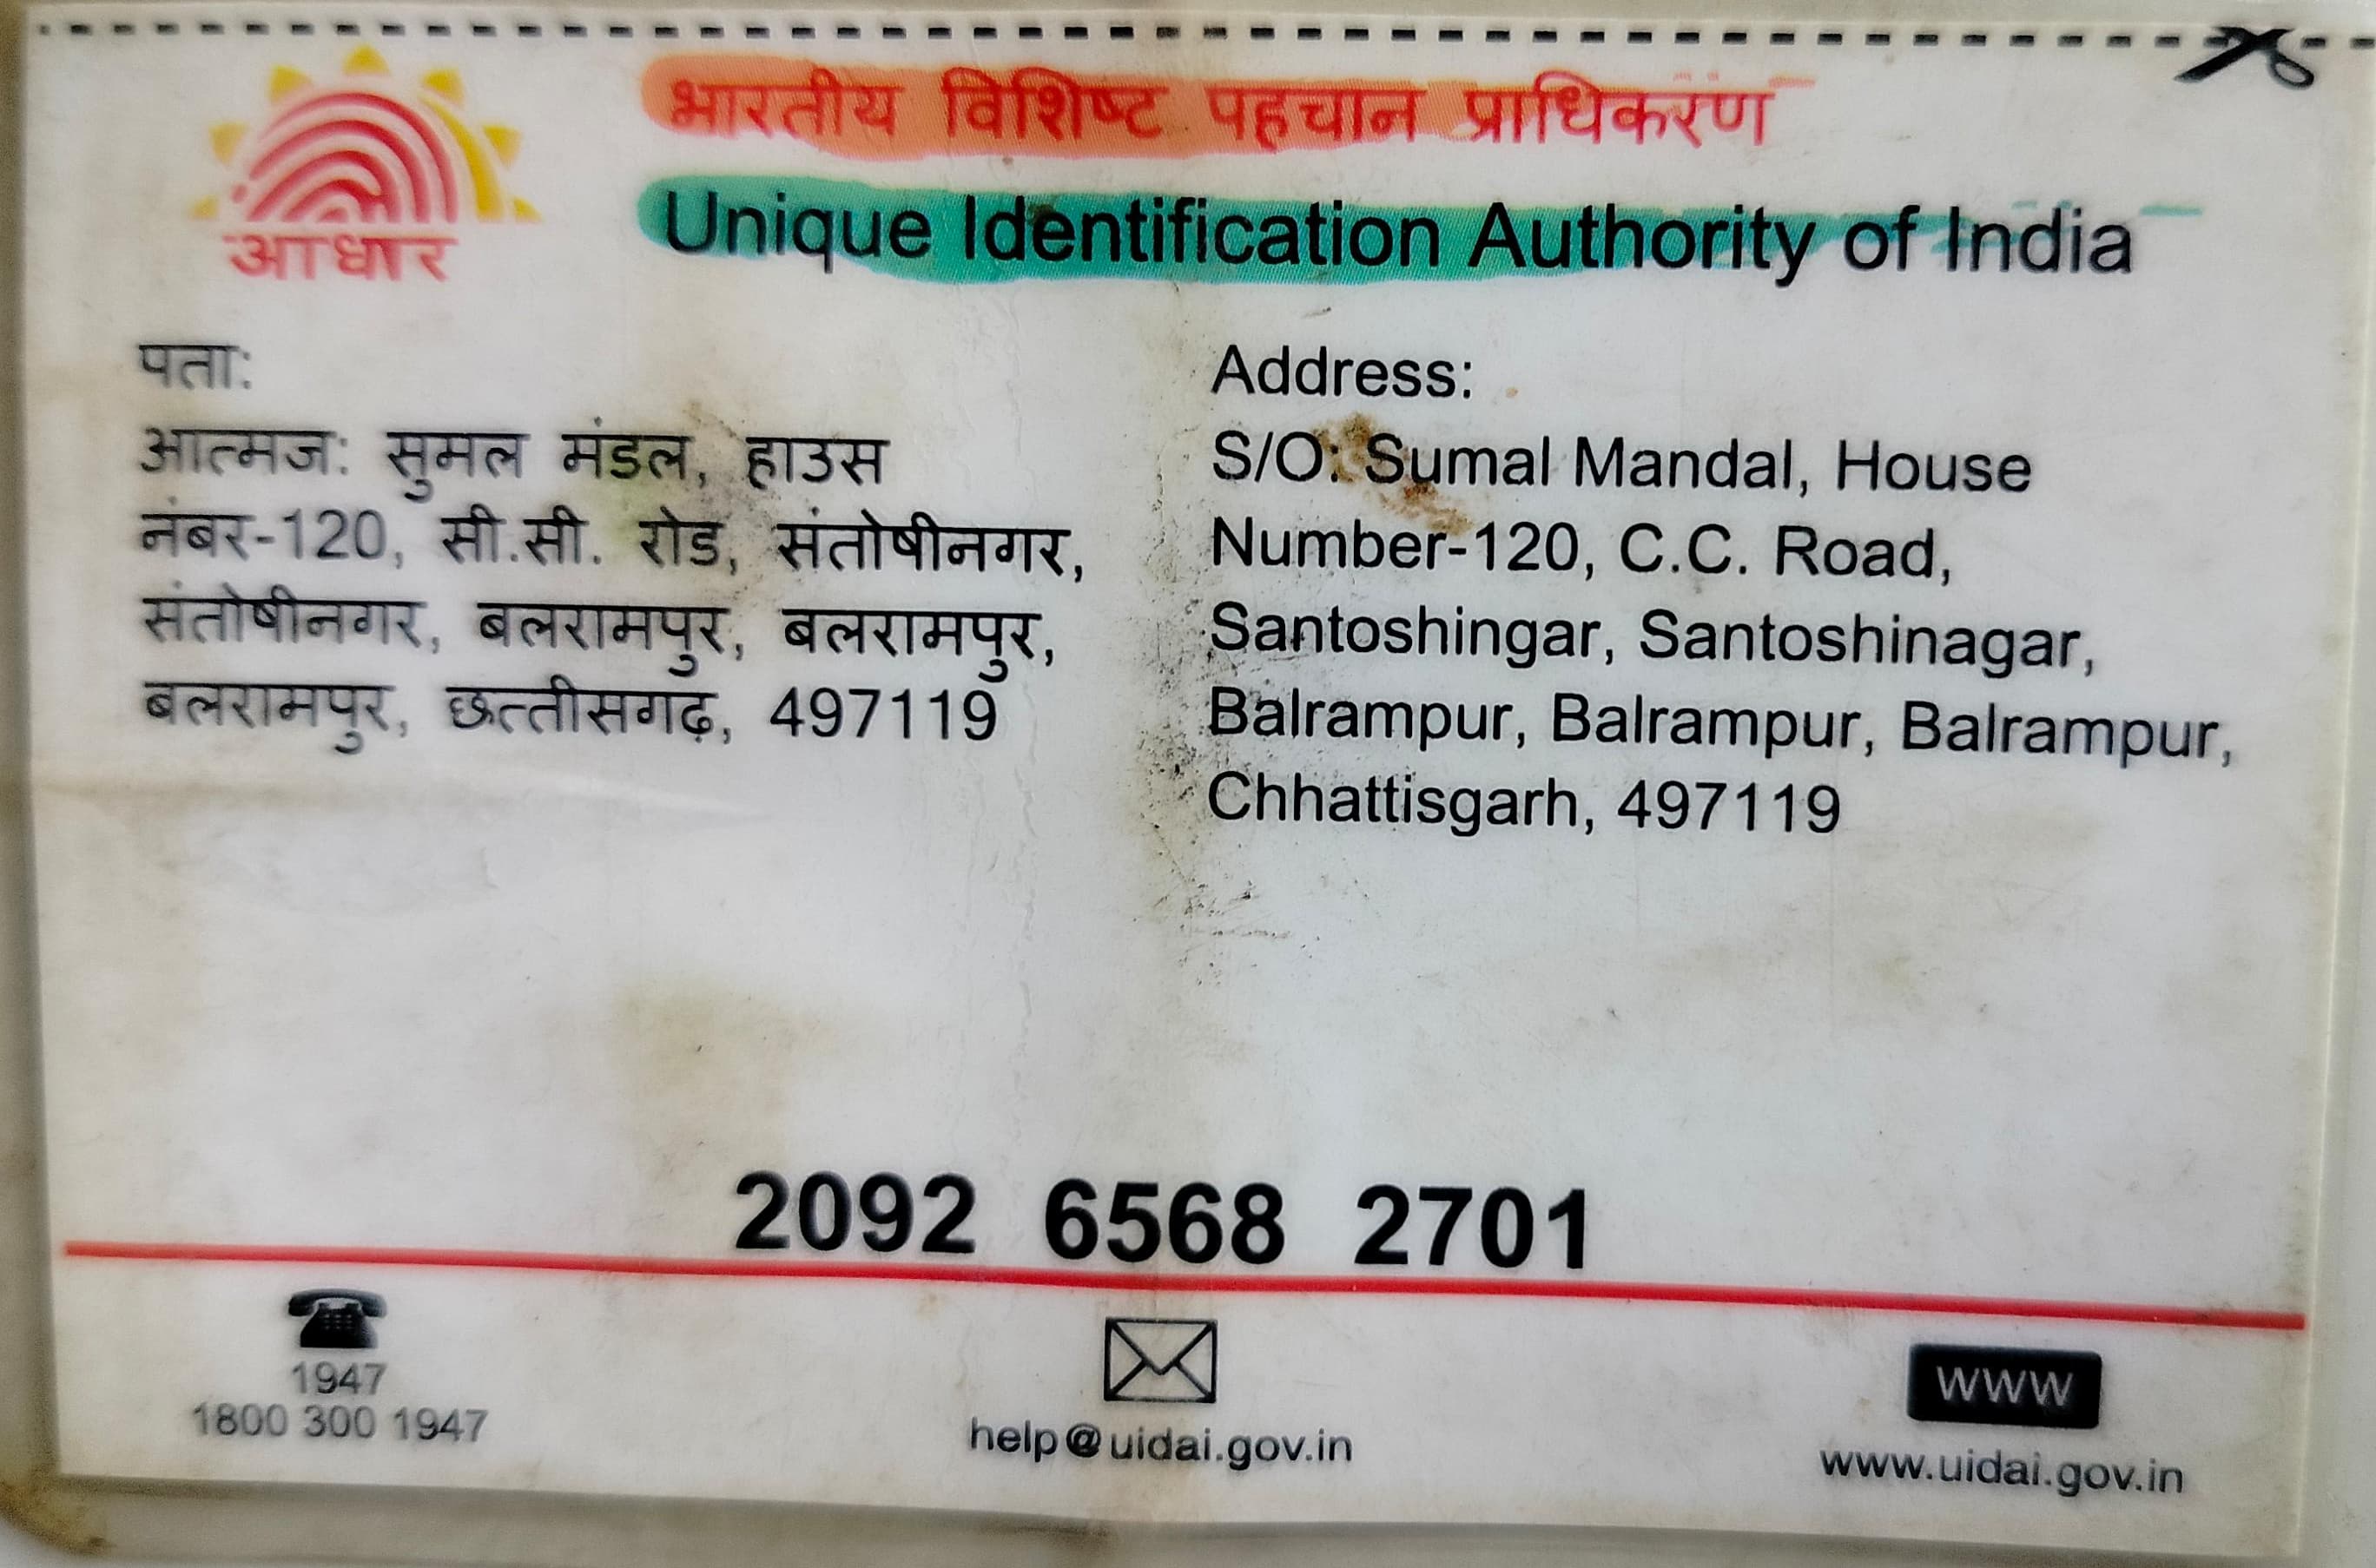 भारतीय विशिष्ट पहचान प्राधिकरण
Unique Identification Authority of India
आधार
पता:
आत्मज: सुमल मंडल, हाउस
नंबर-120, सी.सी. रोड, संतोषीनगर,
संतोषीनगर, बलरामपुर, बलरामपुर,
बलरामपुर, छत्तीसगढ़, 497119
Address:
S/O: Sumal Mandal, House
Number-120, C.C. Road,
Santoshingar, Santoshinagar,
Balrampur, Balrampur, Balrampur,
Chhattisgarh, 497119
2092 6568 2701
1947
1800 300 1947
help@uidai.gov.in
www
www.uidai.gov.in